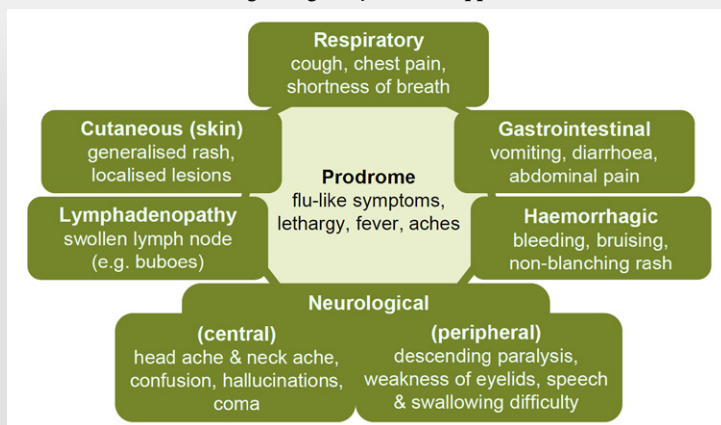 Respiratory
cough, chest pain,
shortness of breath
Cutaneous (skin)
generalised rash,
localised lesions
Gastrointestinal
vomiting, diarrhoea,
abdominal pain
Prodrome
flu-like symptoms,
lethargy, fever, aches
Lymphadenopathy
swollen lymph node
(e.g. buboes)
Haemorrhagic
bleeding, bruising,
non-blanching rash
Neurological
(central)
head ache & neck ache,
confusion, hallucinations,
coma
(peripheral)
descending paralysis,
weakness of eyelids, speech
& swallowing difficulty